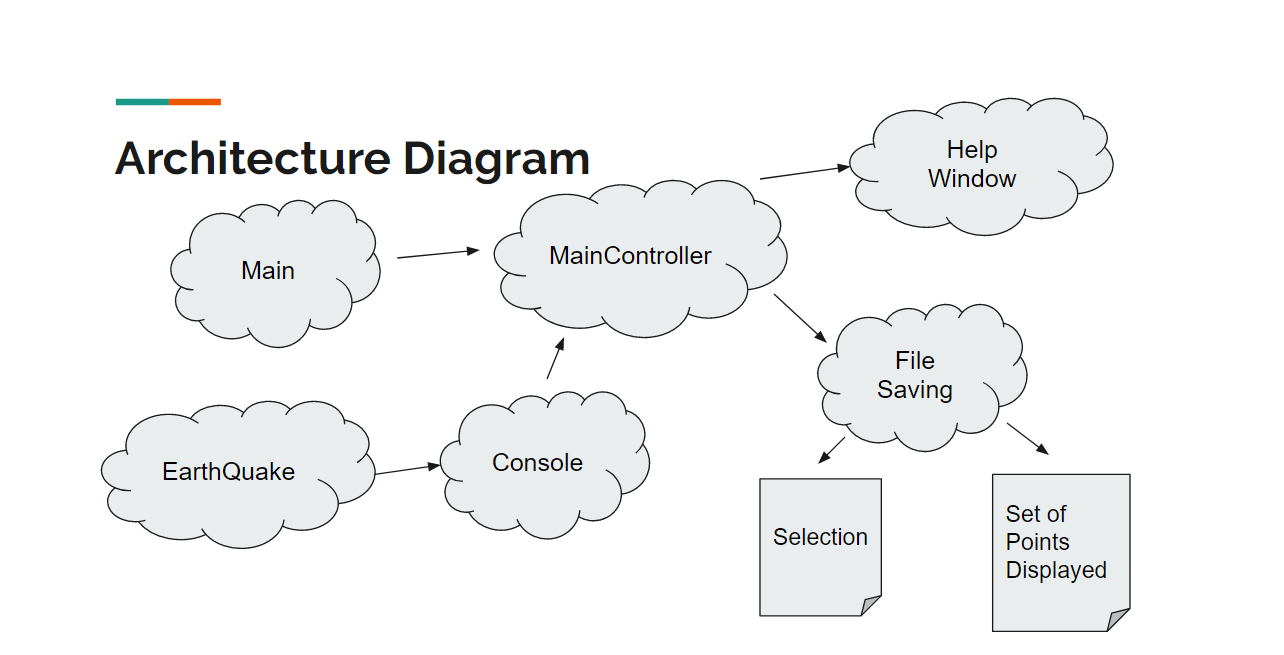 Architecture Diagram
Help
Window
MainController
Main
File
Saving
EarthQuake
Console
Selection
Set of
Points
Displayed